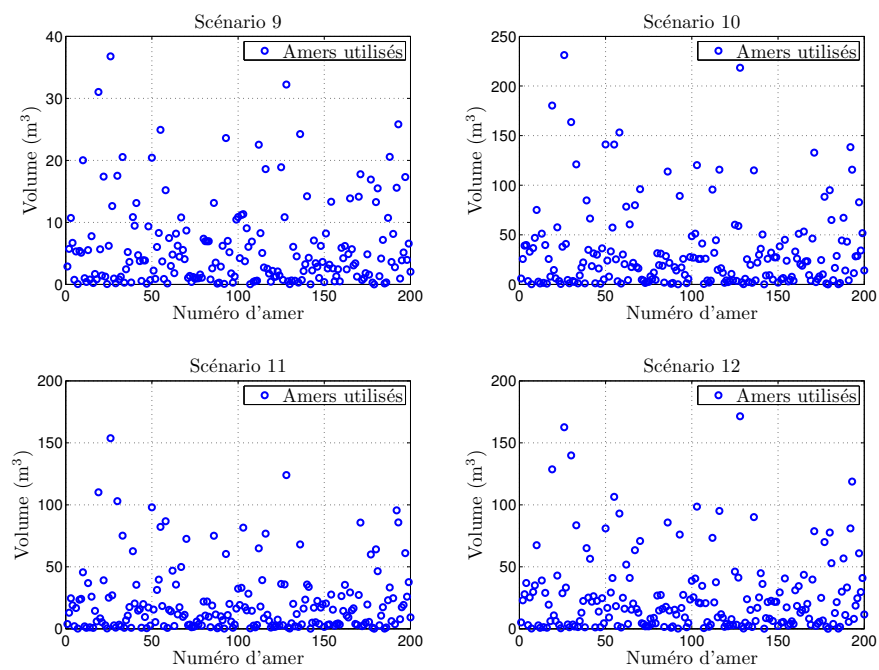 Scénario 9
Volume (m³)
40
30
20
10
0
Amers utilisés
0 50 100 150 200
Numéro d'amer
Scénario 10
Volume (m³)
250
200
150
100
50
0
Amers utilisés
0 50 100 150 200
Numéro d'amer
Scénario 11
Volume (m³)
200
150
100
50
0
Amers utilisés
0 50 100 150 200
Numéro d'amer
Scénario 12
Volume (m³)
200
150
100
50
0
Amers utilisés
0 50 100 150 200
Numéro d'amer